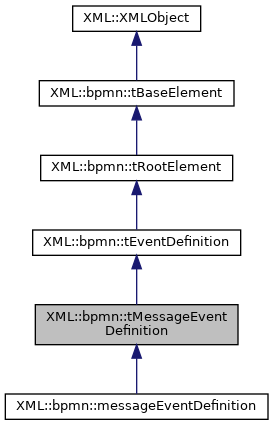 XML::XMLObject
XML::bpmn::tBaseElement
XML::bpmn::tRootElement
XML::bpmn::tEventDefinition
XML::bpmn::tMessageEvent
Definition
XML::bpmn::messageEventDefinition